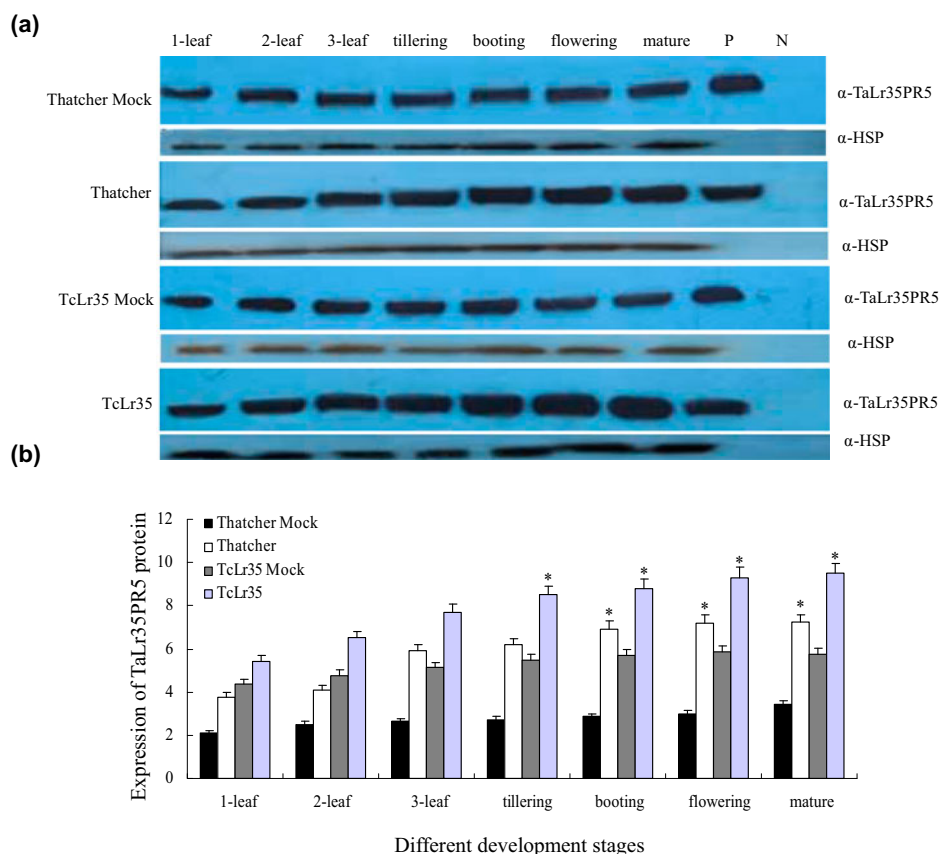 (a)
1-leaf 2-leaf 3-leaf tillering booting flowering mature P N
Thatcher Mock α-TaLr35PR5
α-HSP
Thatcher α-TaLr35PR5
α-HSP
TcLr35 Mock α-TaLr35PR5
α-HSP
TcLr35 α-TaLr35PR5
α-HSP
(b)
Expression of TaLr35PR5 protein
12
10
8
6
4
2
0
Thatcher Mock
Thatcher
TcLr35 Mock
TcLr35
* * * * * * *
1-leaf 2-leaf 3-leaf tillering booting flowering mature
Different development stages